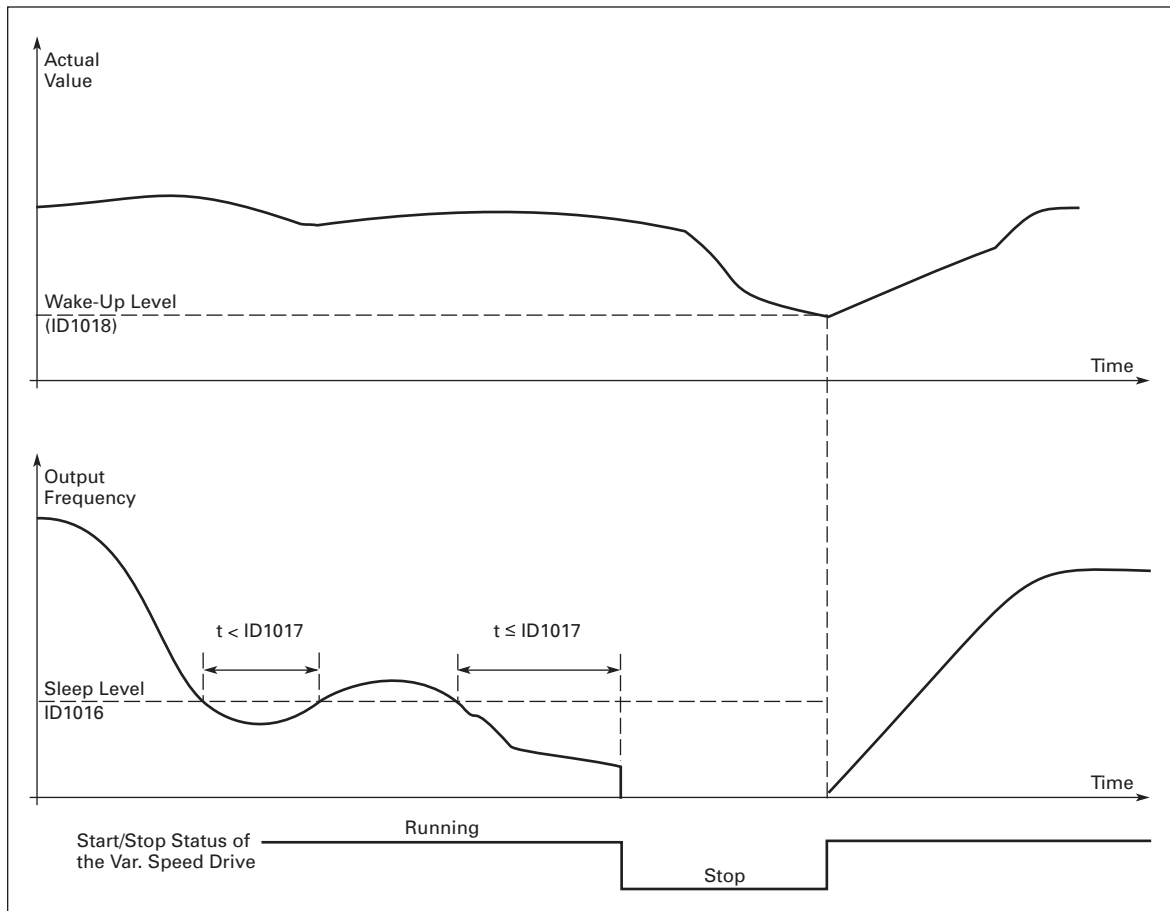 Actual
Value
Wake-Up Level
(ID1018)
Time
Output
Frequency
t < ID1017
t ≤ ID1017
Sleep Level
ID1016
Time
Running
Start/Stop Status of
the Var. Speed Drive
Stop